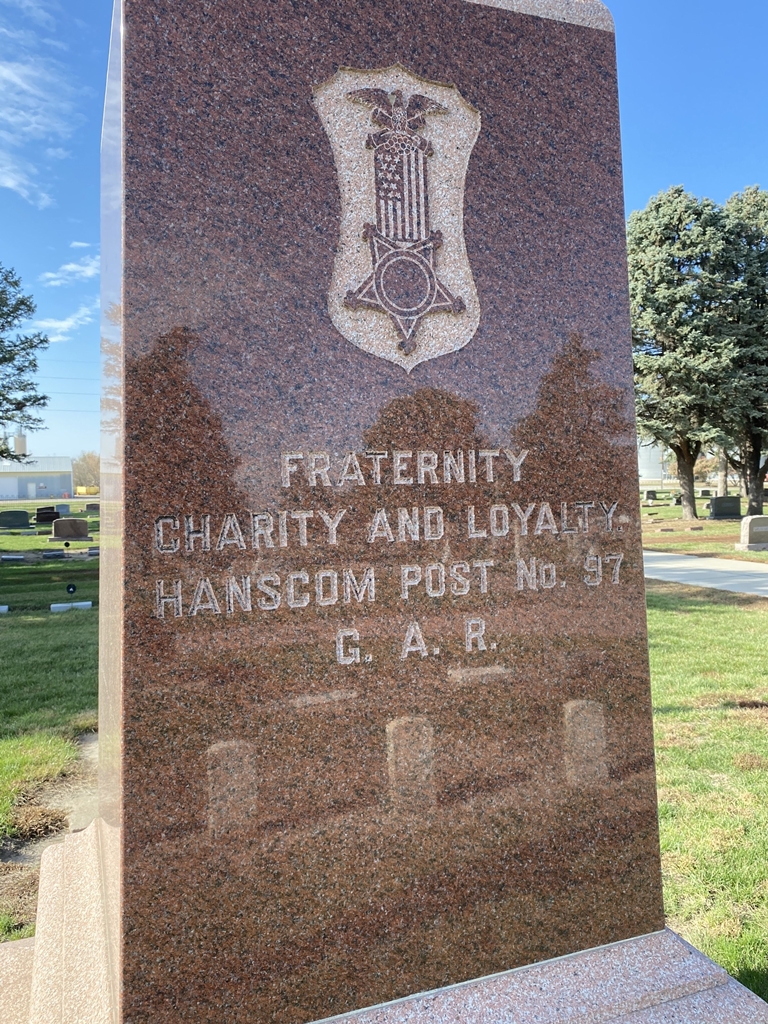 FRATERNITY
CHARITY AND LOYALTY.
HANSCOM POST No. 97
G. A. R.